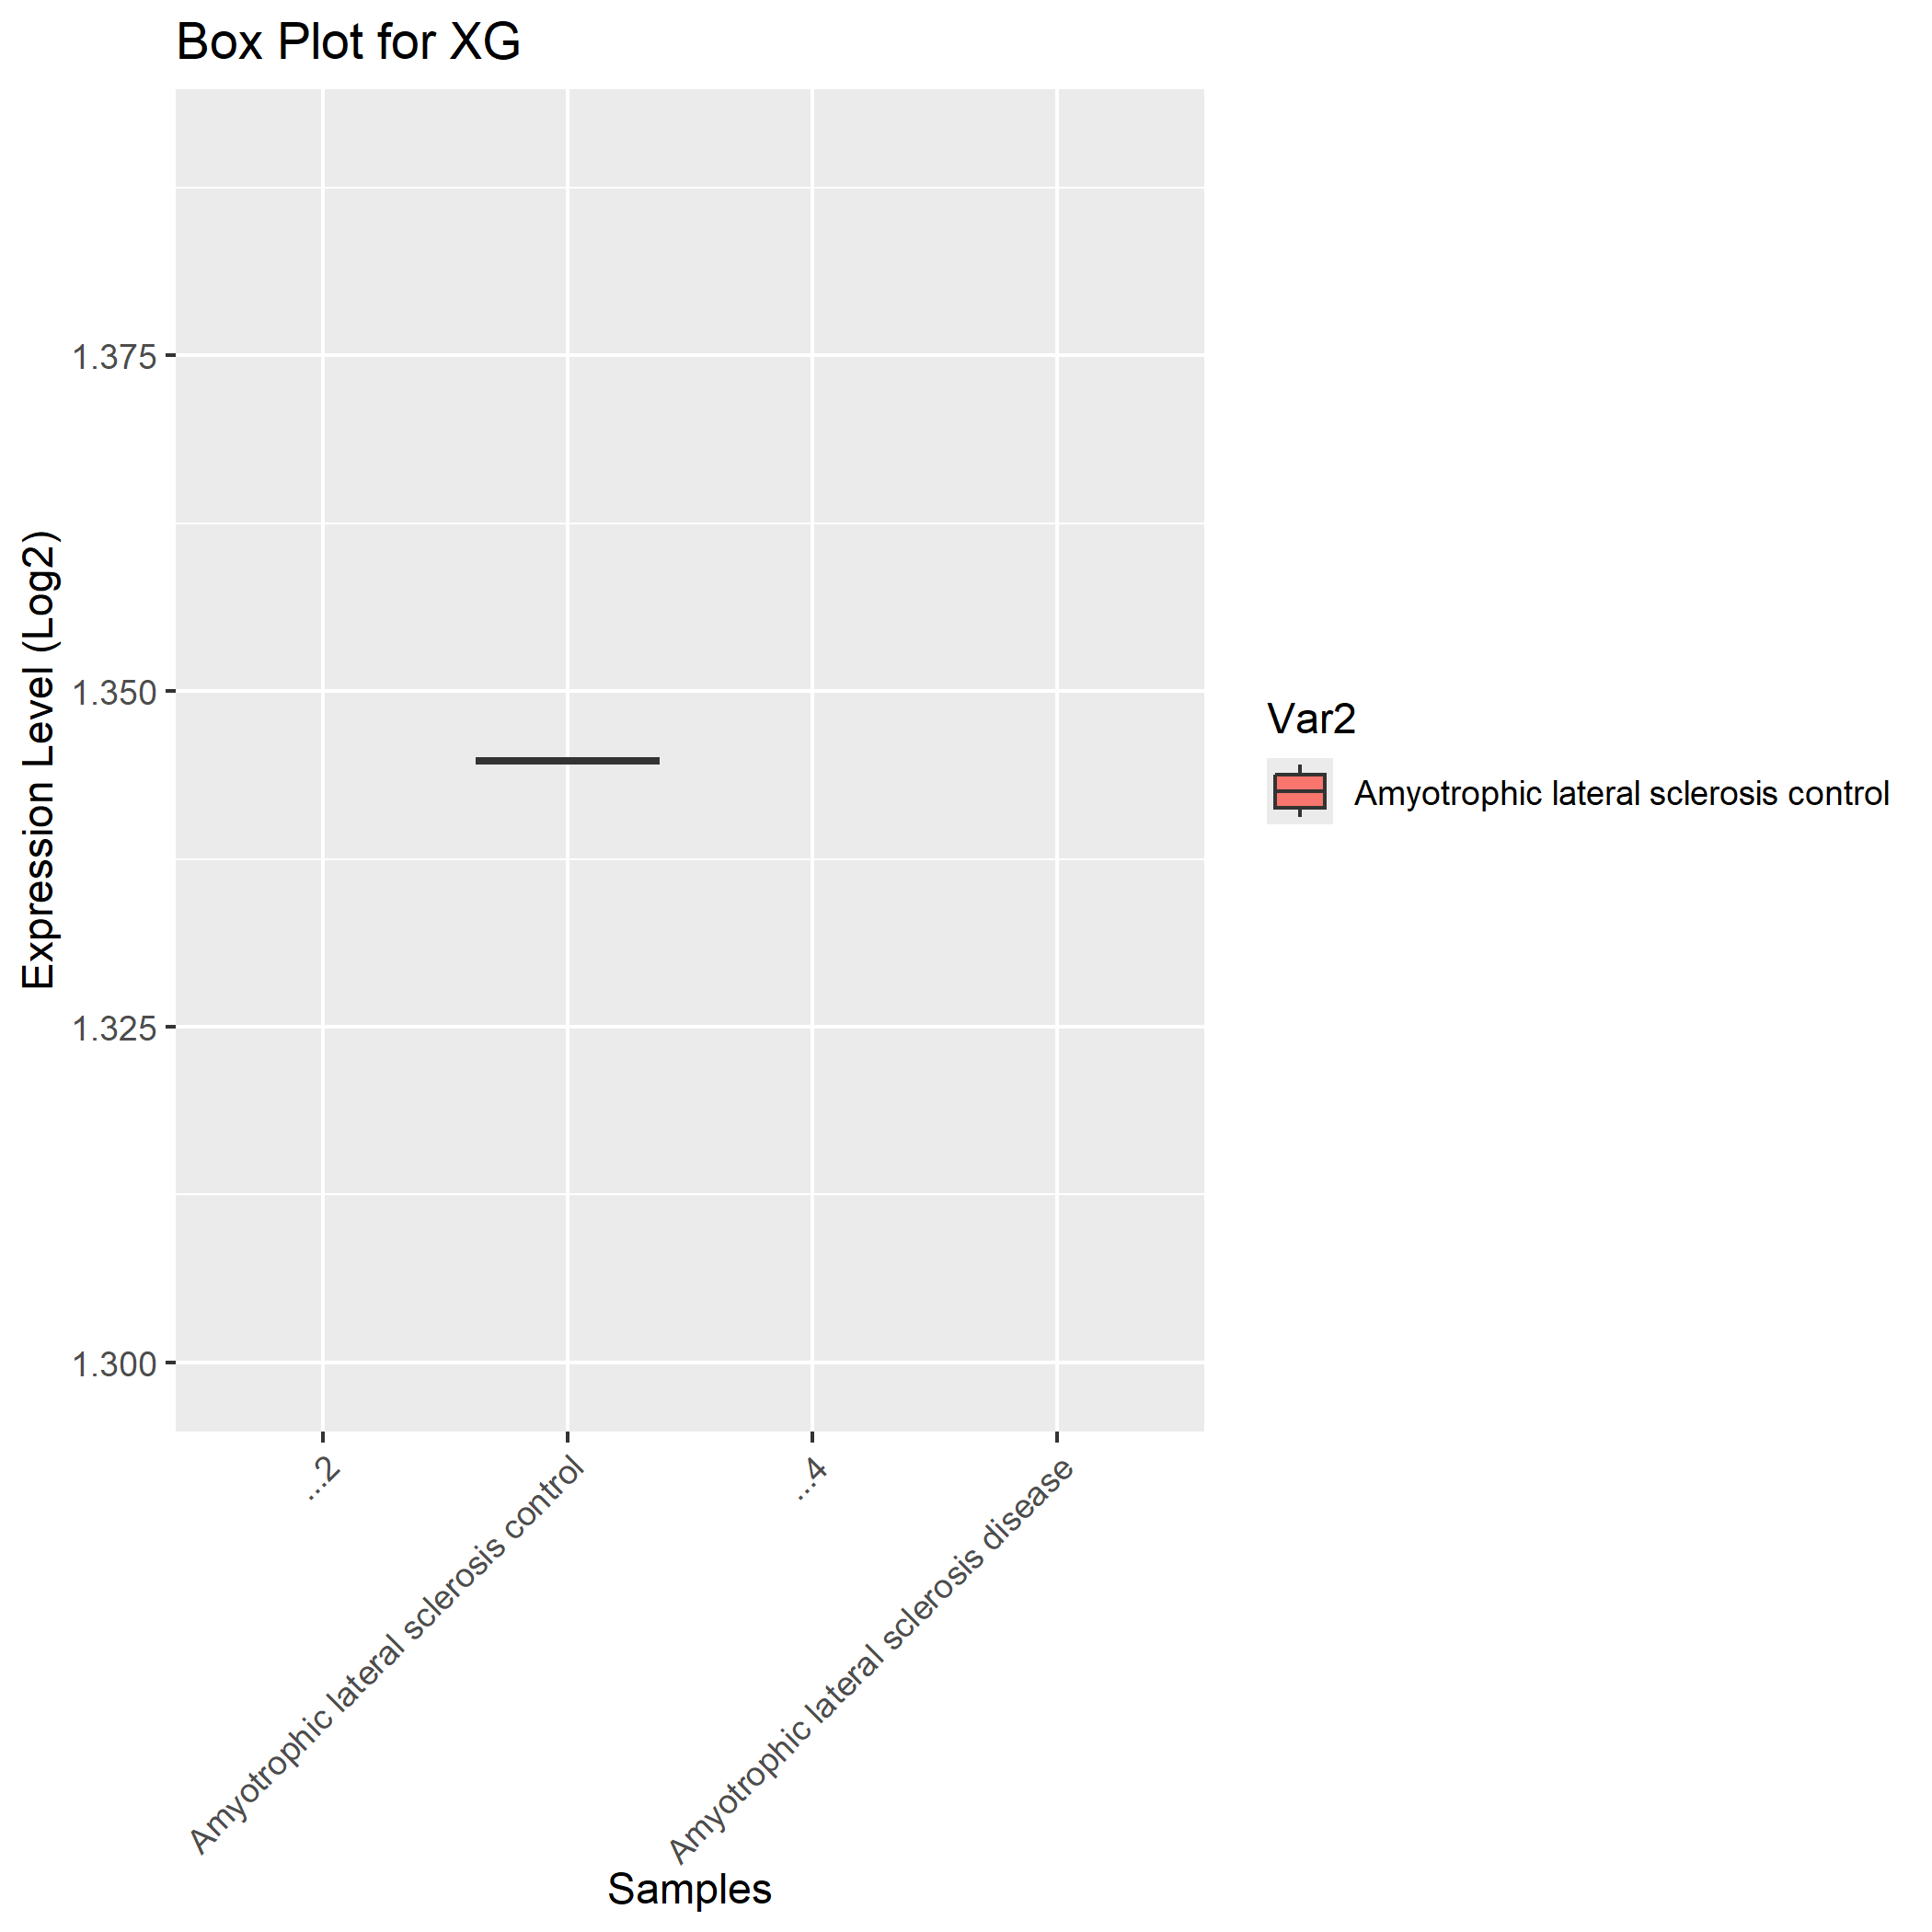 Box Plot for XG
Expression Level (Log2)
1.375
1.350
1.325
1.300
...2
Amyotrophic lateral sclerosis control
...4
Amyotrophic lateral sclerosis disease
Samples
Var2
Amyotrophic lateral sclerosis control